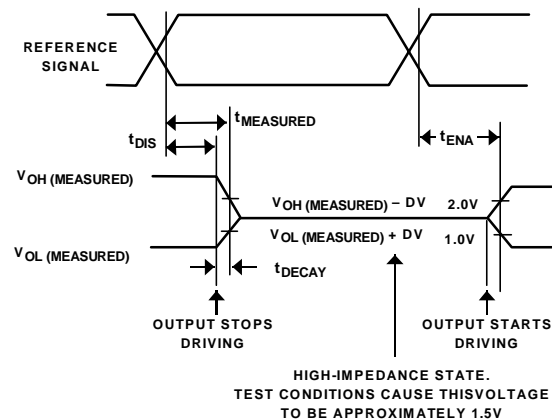 REFERENCE
SIGNAL
tMEASURED
tDIS
tENA
VOH (MEASURED)
VOH (MEASURED) – DV 2.0V
VOL (MEASURED) + DV 1.0V
VOL (MEASURED)
tDECAY
OUTPUT STOPS
DRIVING
OUTPUT STARTS
DRIVING
HIGH-IMPEDANCE STATE.
TEST CONDITIONS CAUSE THISVOLTAGE
TO BE APPROXIMATELY 1.5V